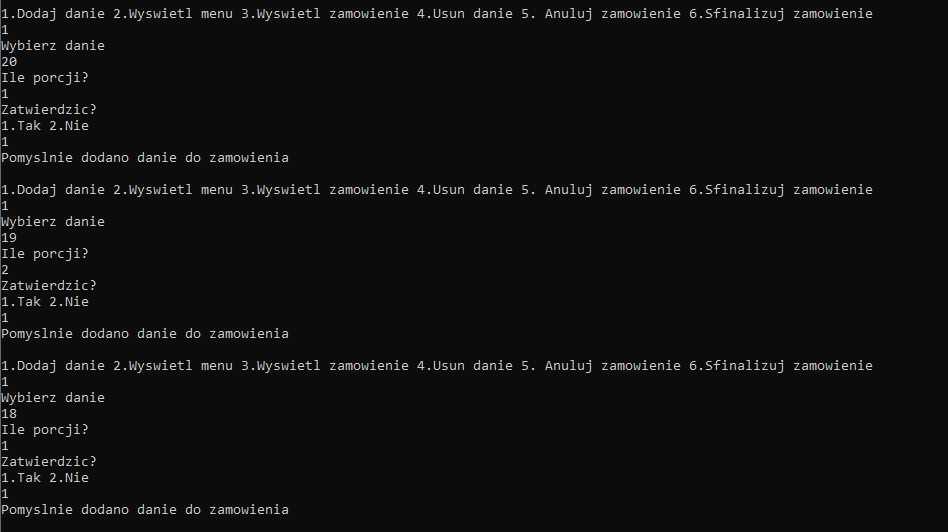 1.Dodaj danie 2.Wyswietl menu 3.Wyswietl zamowienie 4.Usun danie 5. Anuluj zamowienie 6.Sfinalizuj zamowienie
1
Wybierz danie
20
Ile porcji?
1
Zatwierdzic?
1.Tak 2.Nie
1
Pomyslnie dodano danie do zamowienia
1.Dodaj danie 2.Wyswietl menu 3.Wyswietl zamowienie 4.Usun danie 5. Anuluj zamowienie 6.Sfinalizuj zamowienie
1
Wybierz danie
19
Ile porcji?
2
Zatwierdzic?
1.Tak 2.Nie
1
Pomyslnie dodano danie do zamowienia
1.Dodaj danie 2.Wyswietl menu 3.Wyswietl zamowienie 4.Usun danie 5. Anuluj zamowienie 6.Sfinalizuj zamowienie
1
Wybierz danie
18
Ile porcji?
1
Zatwierdzic?
1.Tak 2.Nie
1
Pomyslnie dodano danie do zamowienia